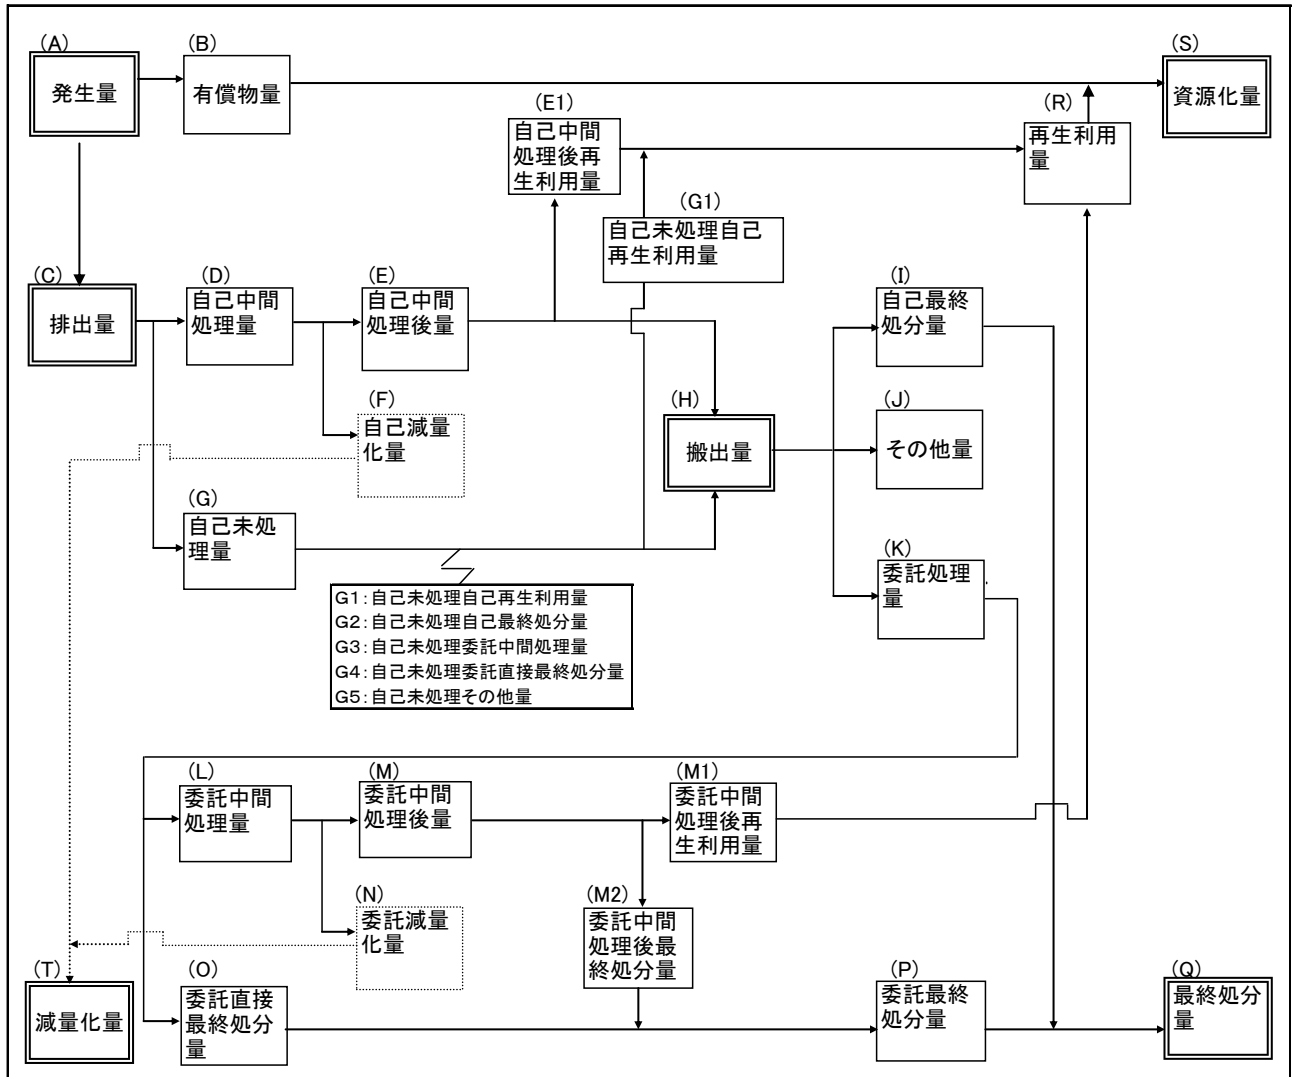 (A)
発生量
(B)
有償物量
(S)
資源化量
(E1)
自己中間
処理後再
生利用量
(R)
再生利用
量
(G1)
自己未処理自己
再生利用量
(C)
排出量
(D)
自己中間
処理量
(E)
自己中間
処理後量
(I)
自己最終
処分量
(F)
自己減量
化量
(H)
搬出量
(J)
その他量
(G)
自己未処
理量
(K)
委託処理
量
G1:自己未処理自己再生利用量
G2:自己未処理自己最終処分量
G3:自己未処理委託中間処理量
G4:自己未処理委託直接最終処分量
G5:自己未処理その他量
(L)
委託中間
処理量
(M)
委託中間
処理後量
(M1)
委託中間
処理後再
生利用量
(N)
委託減量
化量
(M2)
委託中間
処理後最
終処分量
(T)
減量化量
(O)
委託直接
最終処分
量
(P)
委託最終
処分量
(Q)
最終処分
量